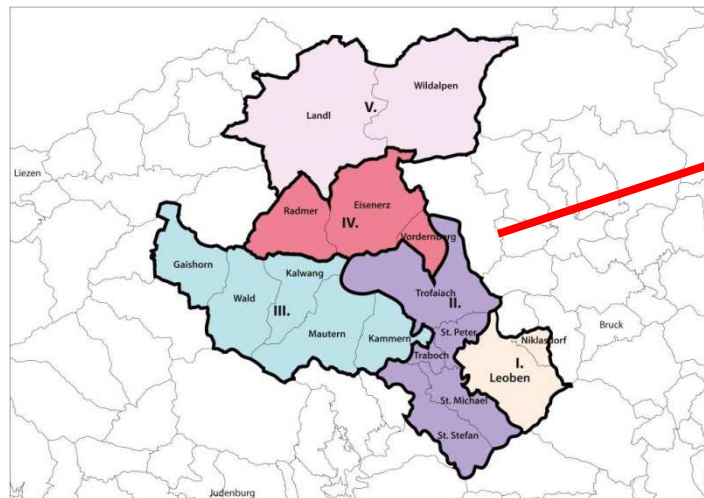 Wildalpen
V.
Landl
Liezen
Radmer
Eisenerz
IV.
Vordernberg
Gaishorn
Kalwang
Wald
III.
Trofaiach
II.
Mautern
Kammern
St. Peter
Bruck
Niklasdorf
Traboch
I.
Leoben
St. Michael
St. Stefan
Judenburg